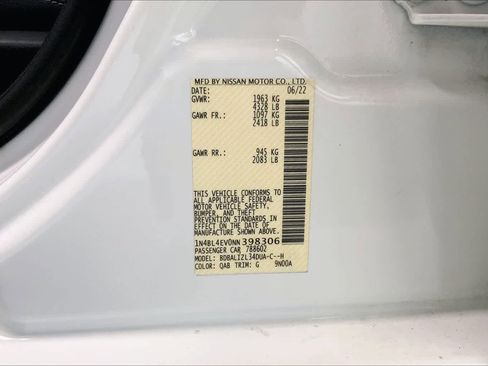 MFD BY NISSAN MOTOR CO., LTD.
DATE: 06/22
GVWR: 1963 KG
4328 LB
GAWR FR.: 1097 KG
2418 LB
GAWR RR.: 945 KG
2083 LB
THIS VEHICLE CONFORMS TO
ALL APPLICABLE FEDERAL
MOTOR VEHICLE SAFETY,
BUMPER, AND THEFT
PREVENTION STANDARDS IN
EFFECT ON THE DATE OF
MANUFACTURE SHOWN ABOVE.
1N4BL4EV0NN398306
PASSENGER CAR 788602
MODEL: BDBALIZL34DUA-C--H
COLOR: QAB TRIM: G 9N00A